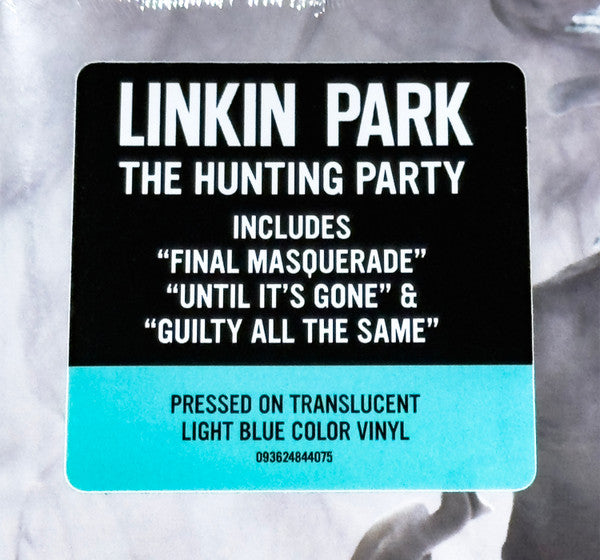 LINKIN PARK
THE HUNTING PARTY
INCLUDES
“FINAL MASQUERADE”
“UNTIL IT’S GONE” &
“GUILTY ALL THE SAME”
PRESSED ON TRANSLUCENT
LIGHT BLUE COLOR VINYL
093624844075